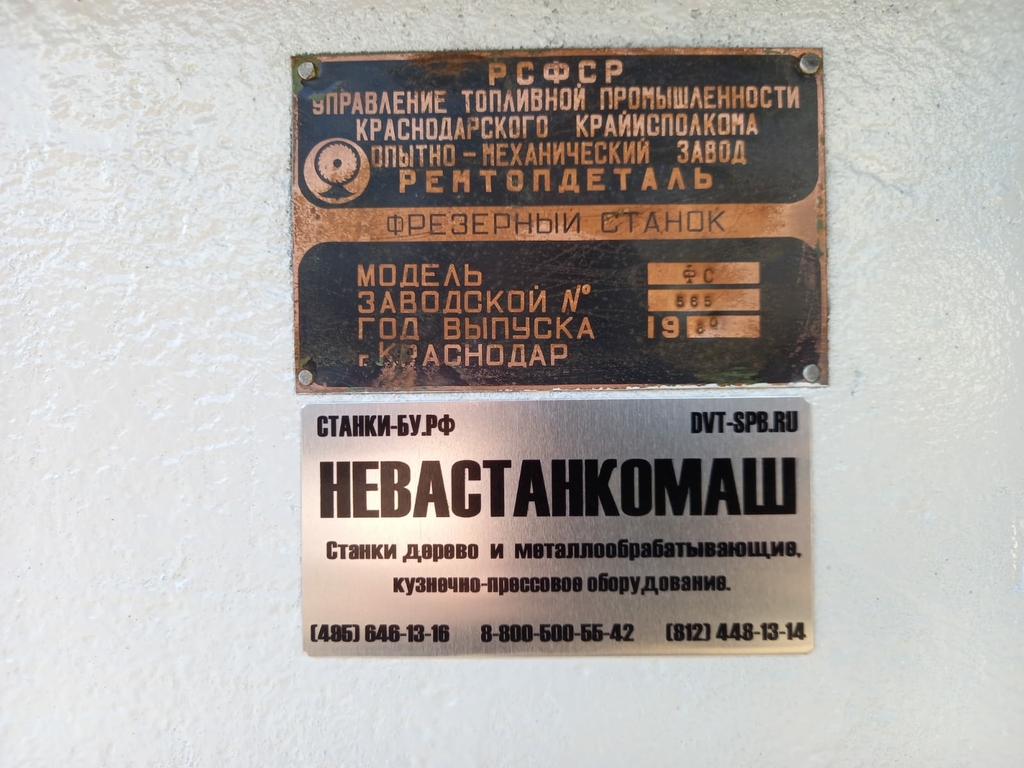 РСФСР
УПРАВЛЕНИЕ ТОПЛИВНОЙ ПРОМЫШЛЕННОСТИ
КРАСНОДАРСКОГО КРАЙИСПОЛКОМА
ОПЫТНО-МЕХАНИЧЕСКИЙ ЗАВОД
РЕМТОПДЕТАЛЬ
ФРЕЗЕРНЫЙ СТАНОК
МОДЕЛЬ ФС
ЗАВОДСКОЙ № 565
ГОД ВЫПУСКА 1989
г. КРАСНОДАР
СТАНКИ-БУ.РФ DVT-SPB.RU
НЕВАСТАНКОМАШ
Станки дерево и металлообрабатывающие,
кузнечно-прессовое оборудование.
(495) 646-13-16 8-800-500-55-42 (812) 448-13-14